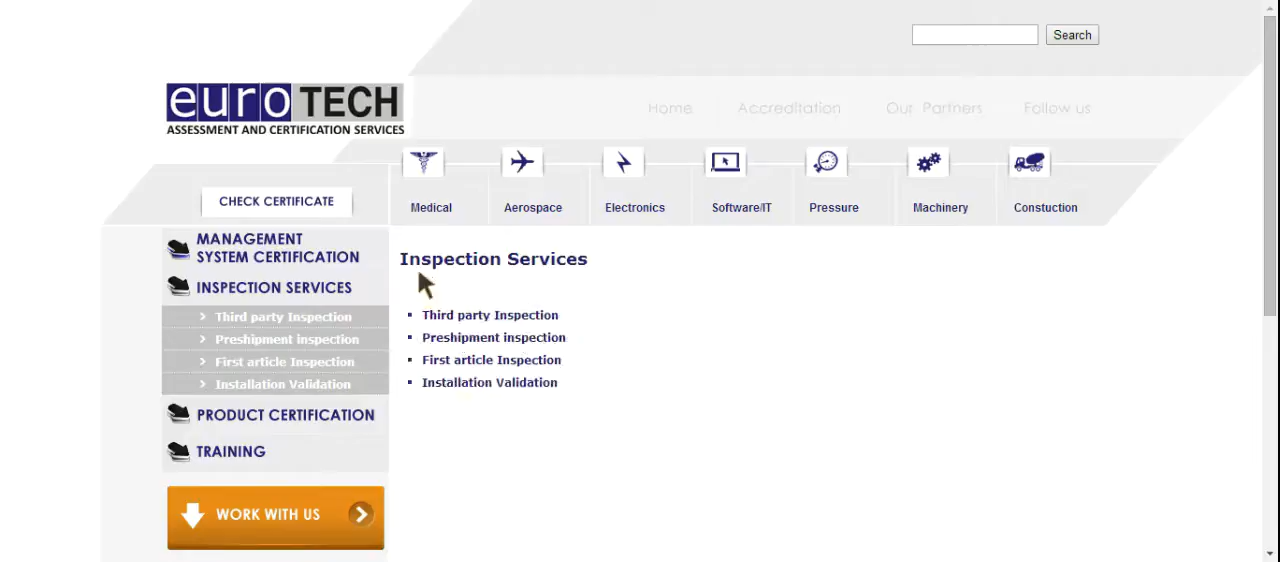 Search
euro TECH
ASSESSMENT AND CERTIFICATION SERVICES
Home Accreditation Our Partners Follow us
CHECK CERTIFICATE
Medical Aerospace Electronics Software/IT Pressure Machinery Constuction
MANAGEMENT
SYSTEM CERTIFICATION
INSPECTION SERVICES
Third party Inspection
Preshipment inspection
First article Inspection
Installation Validation
PRODUCT CERTIFICATION
TRAINING
WORK WITH US
Inspection Services
Third party Inspection
Preshipment inspection
First article Inspection
Installation Validation